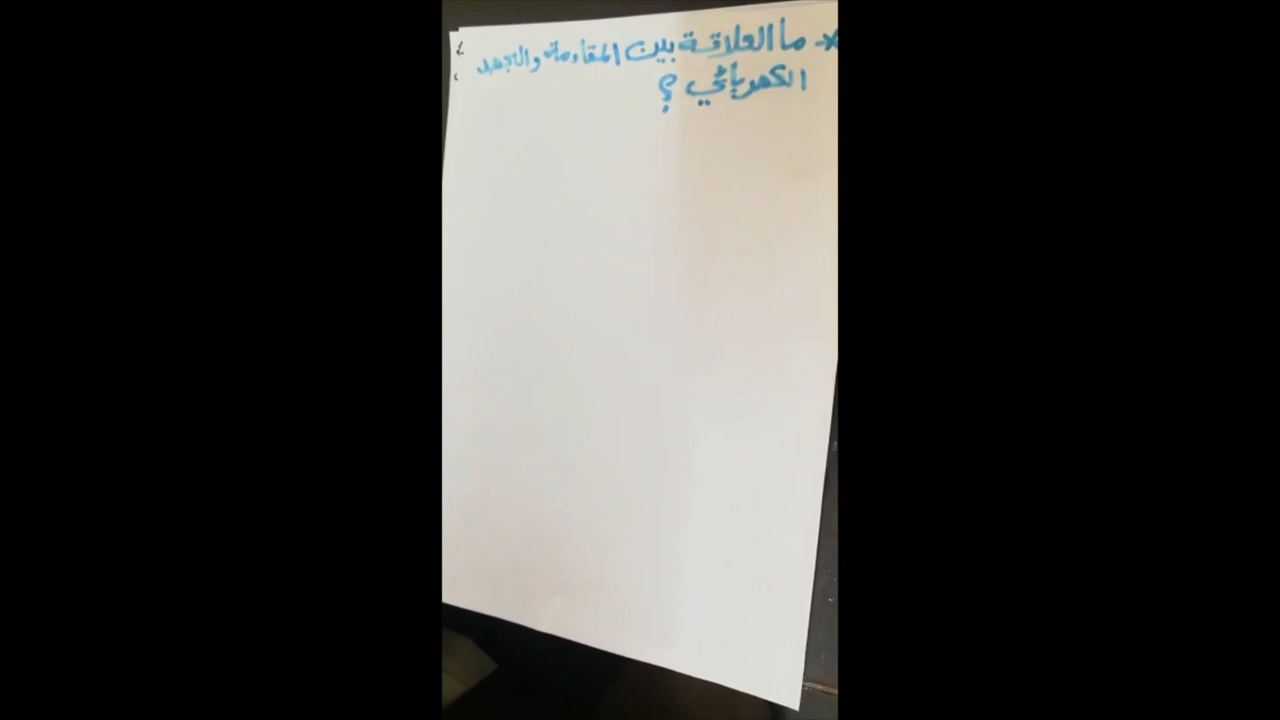 *- ما العلاقة بين المقاومة والجهد
الكهربائي ؟